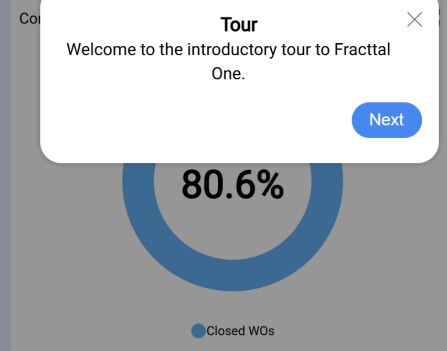 Tour
Welcome to the introductory tour to Fracttal
One.
Next
80.6%
Closed WOs